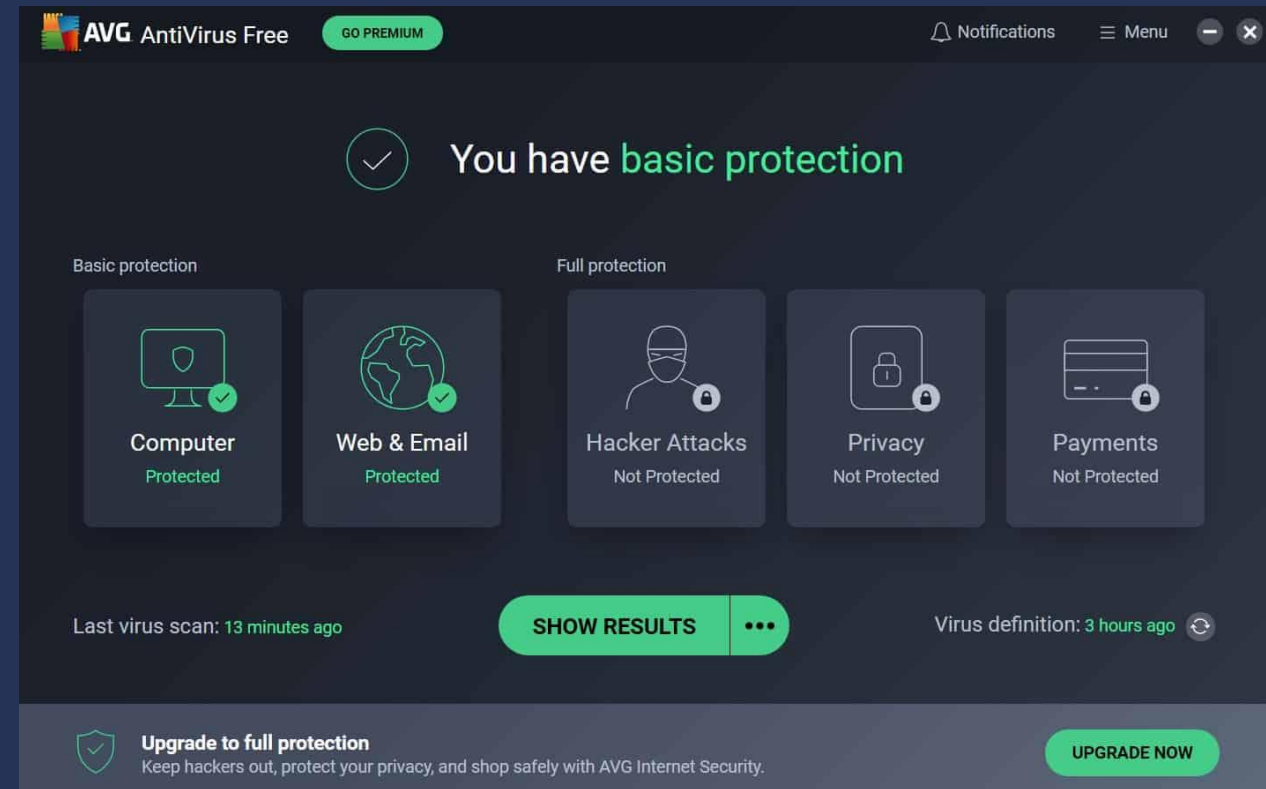 AVG AntiVirus Free GO PREMIUM Notifications Menu
You have basic protection
Basic protection Full protection
Computer Web & Email Hacker Attacks Privacy Payments
Protected Protected Not Protected Not Protected Not Protected
Last virus scan: 13 minutes ago SHOW RESULTS Virus definition: 3 hours ago
Upgrade to full protection
Keep hackers out, protect your privacy, and shop safely with AVG Internet Security.
UPGRADE NOW